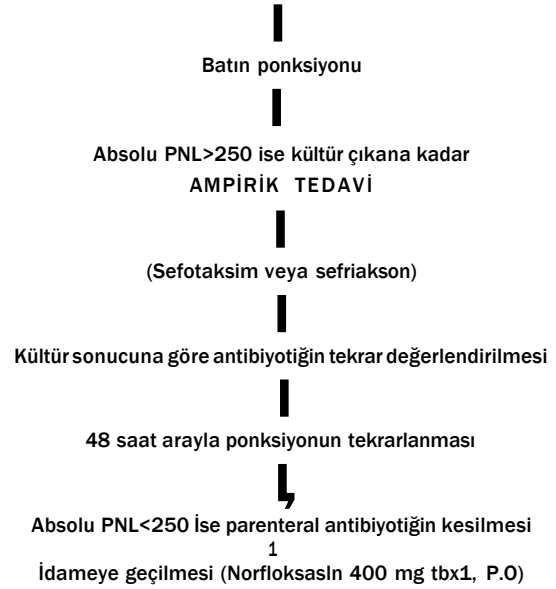 Batın ponksiyonu
Absolu PNL>250 ise kültür çıkana kadar
AMPİRİK TEDAVİ
(Sefotaksim veya sefriakson)
Kültür sonucuna göre antibiyotiğin tekrar değerlendirilmesi
48 saat arayla ponksiyonun tekrarlanması
Absolu PNL<250 İse parenteral antibiyotiğin kesilmesi
1
İdameye geçilmesi (Norfloksasln 400 mg tbx1, P.O)